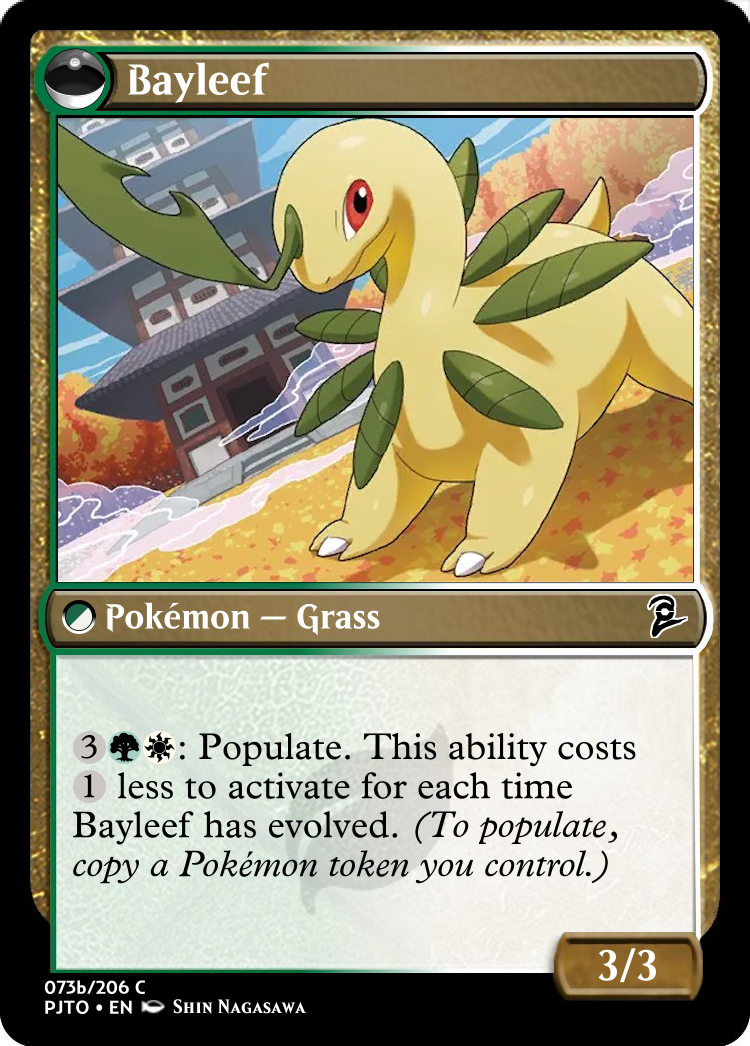 Bayleef
Pokémon — Grass
3: Populate. This ability costs
1 less to activate for each time
Bayleef has evolved. (To populate,
copy a Pokémon token you control.)
3/3
073b/206 C
PJTO • EN Shin Nagasawa